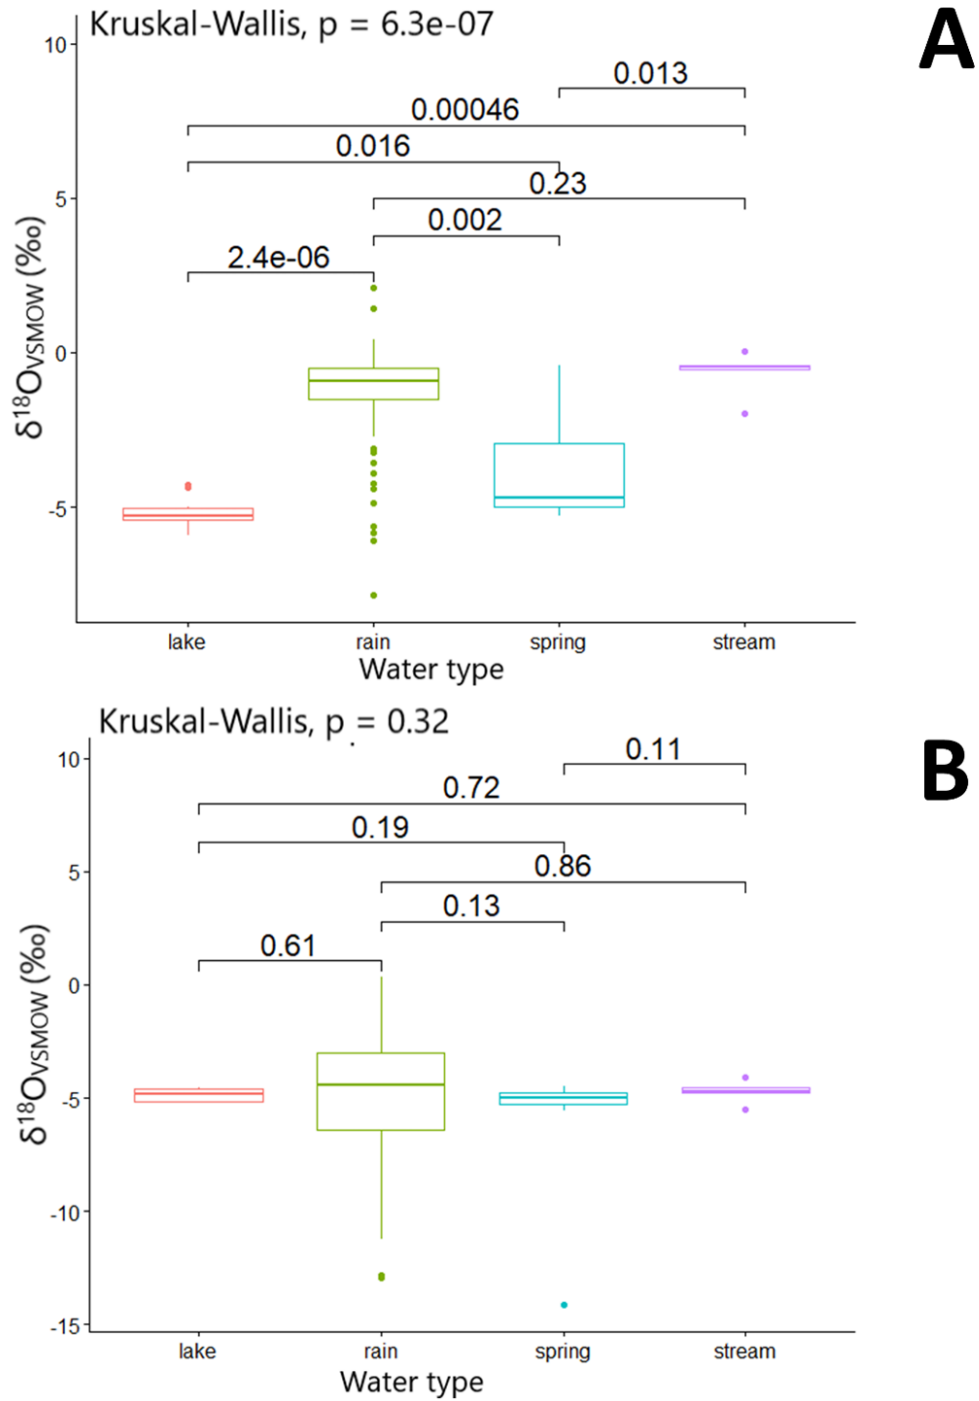 Kruskal-Wallis, p = 6.3e-07
A
10
0.013
0.00046
0.016
5
0.23
0.002
2.4e-06
δ¹⁸OVSMOW (‰)
0
-5
lake rain spring stream
Water type
Kruskal-Wallis, p = 0.32
B
10
0.11
0.72
0.19
5
0.86
0.13
0.61
δ¹⁸OVSMOW (‰)
0
-5
-10
-15
lake rain spring stream
Water type